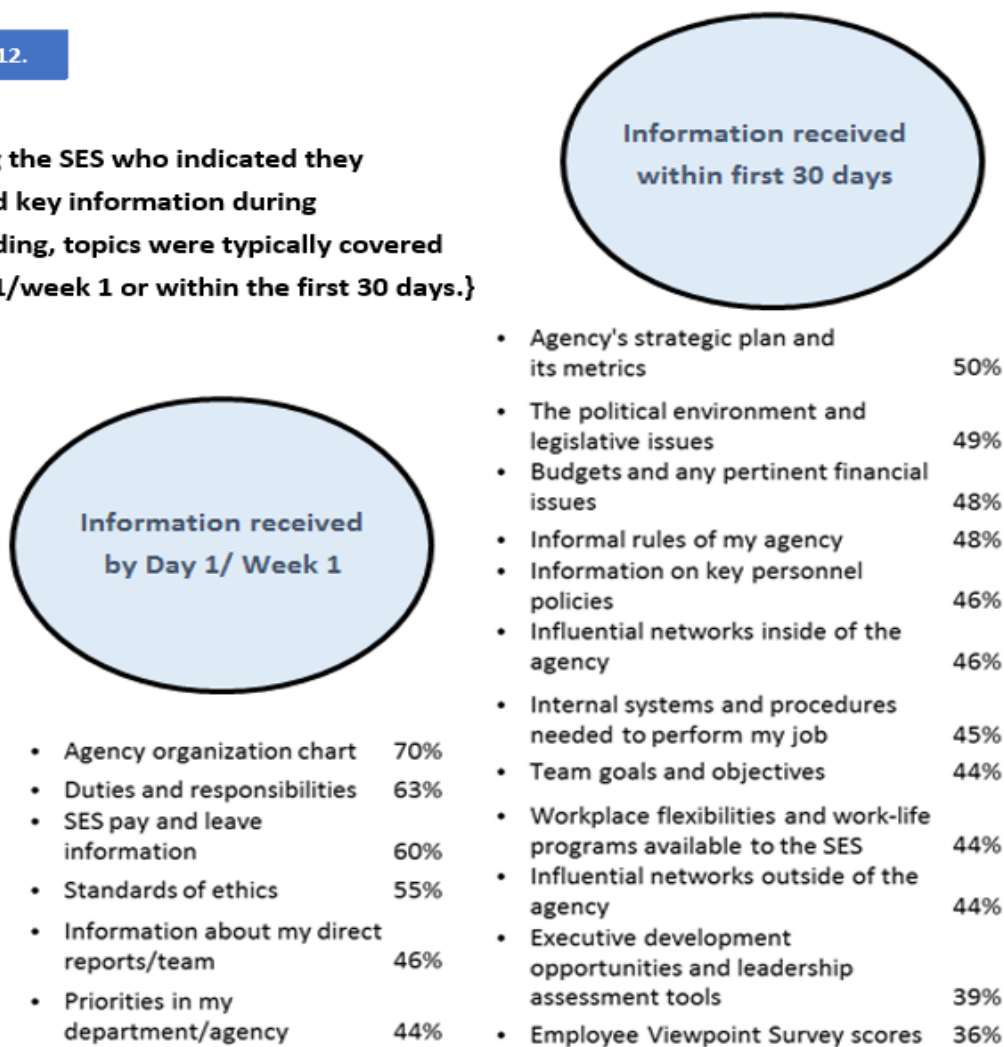 12.
g the SES who indicated they
d key information during
ding, topics were typically covered
1/week 1 or within the first 30 days.}
Information received
by Day 1/ Week 1
• Agency organization chart 70%
• Duties and responsibilities 63%
• SES pay and leave
information 60%
• Standards of ethics 55%
• Information about my direct
reports/team 46%
• Priorities in my
department/agency 44%
Information received
within first 30 days
• Agency's strategic plan and
its metrics 50%
• The political environment and
legislative issues 49%
• Budgets and any pertinent financial
issues 48%
• Informal rules of my agency 48%
• Information on key personnel
policies 46%
• Influential networks inside of the
agency 46%
• Internal systems and procedures
needed to perform my job 45%
• Team goals and objectives 44%
• Workplace flexibilities and work-life
programs available to the SES 44%
• Influential networks outside of the
agency 44%
• Executive development
opportunities and leadership
assessment tools 39%
• Employee Viewpoint Survey scores 36%